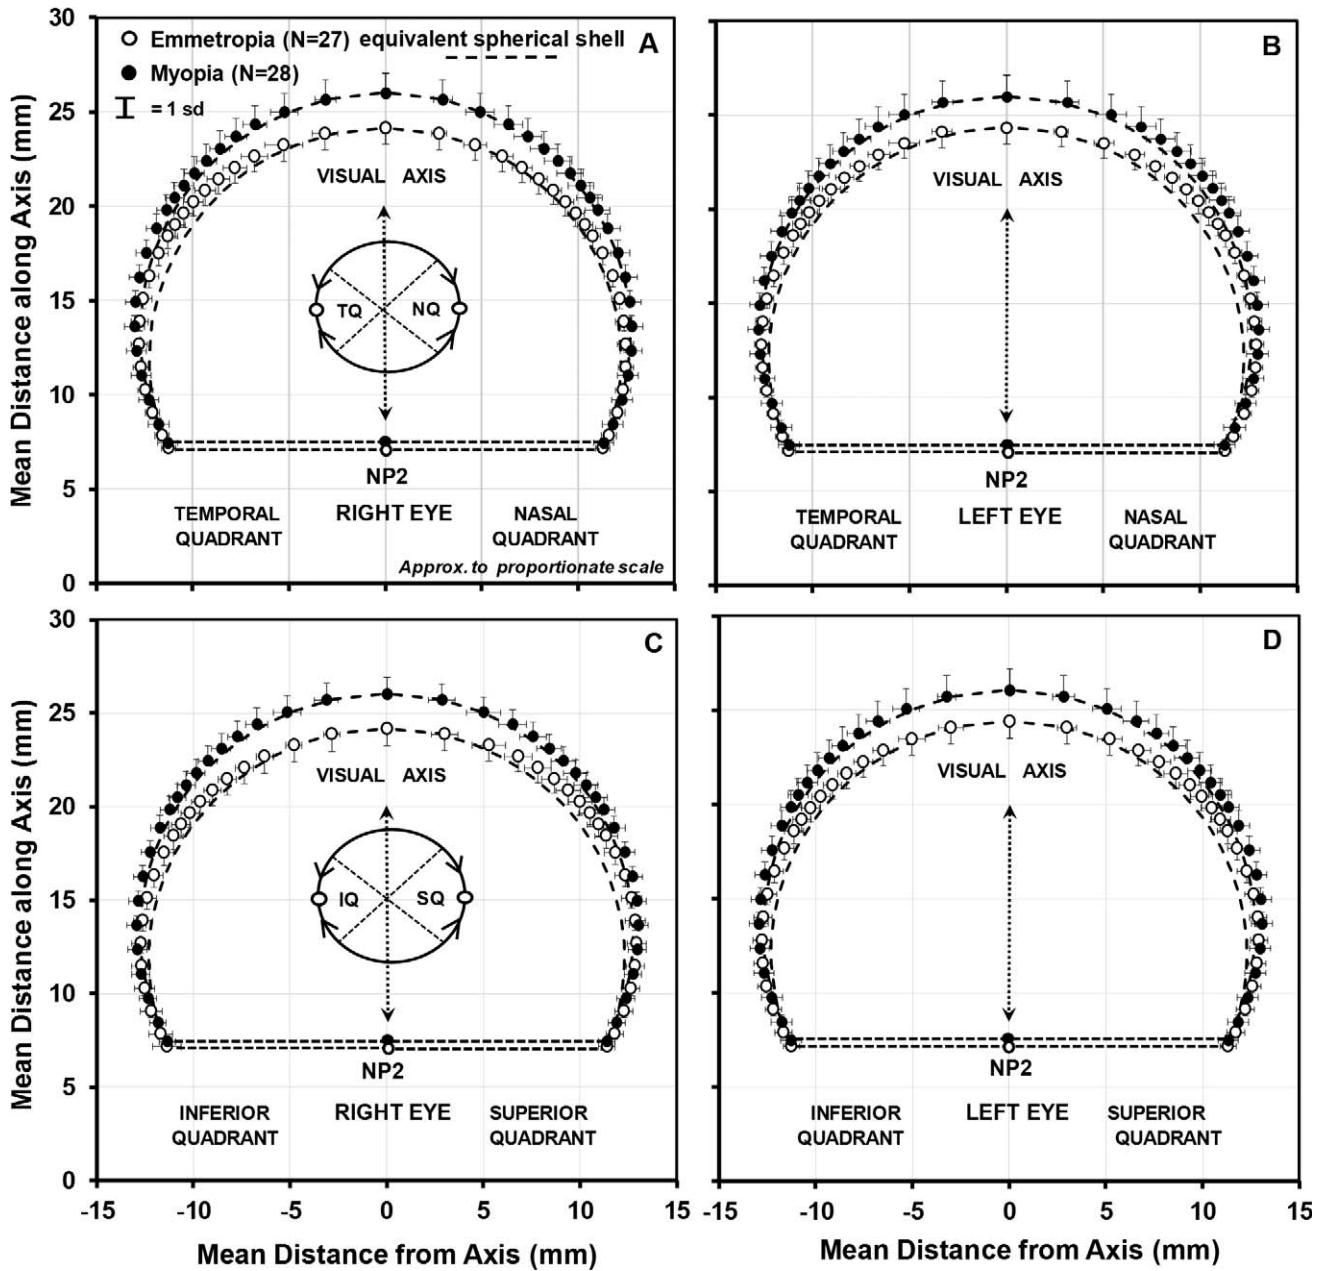 30
25
20
15
10
5
0
Mean Distance along Axis (mm)
Emmetropia (N=27) equivalent spherical shell
Myopia (N=28)
= 1 sd
A
VISUAL AXIS
TQ NQ
NP2
TEMPORAL QUADRANT
RIGHT EYE
NASAL QUADRANT
Approx. to proportionate scale
B
VISUAL AXIS
NP2
TEMPORAL QUADRANT
LEFT EYE
NASAL QUADRANT
30
25
20
15
10
5
0
Mean Distance along Axis (mm)
C
VISUAL AXIS
IQ SQ
NP2
INFERIOR QUADRANT
RIGHT EYE
SUPERIOR QUADRANT
-15 -10 -5 0 5 10 15
Mean Distance from Axis (mm)
D
VISUAL AXIS
NP2
INFERIOR QUADRANT
LEFT EYE
SUPERIOR QUADRANT
-15 -10 -5 0 5 10 15
Mean Distance from Axis (mm)